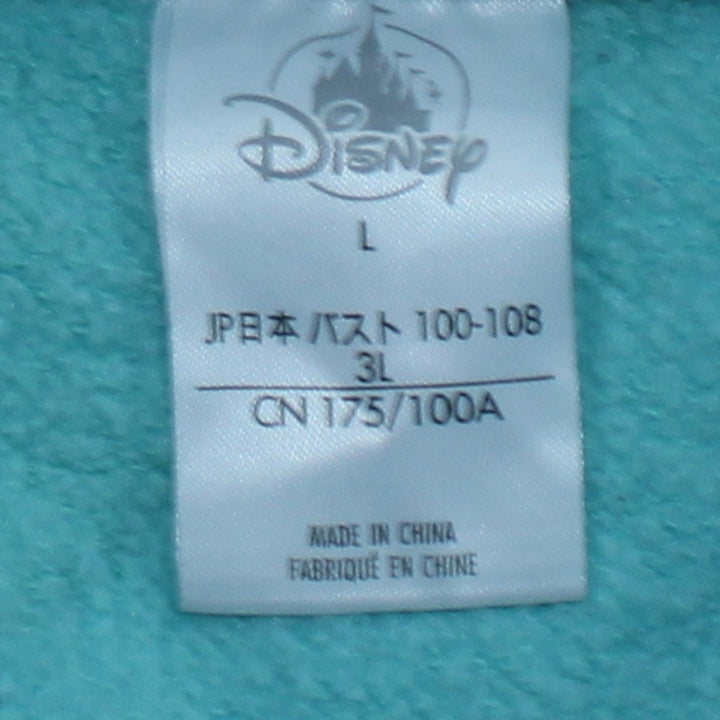 Disney
L
JP日本 バスト 100-108
3L
CN 175/100A
MADE IN CHINA
FABRIQUÉ EN CHINE